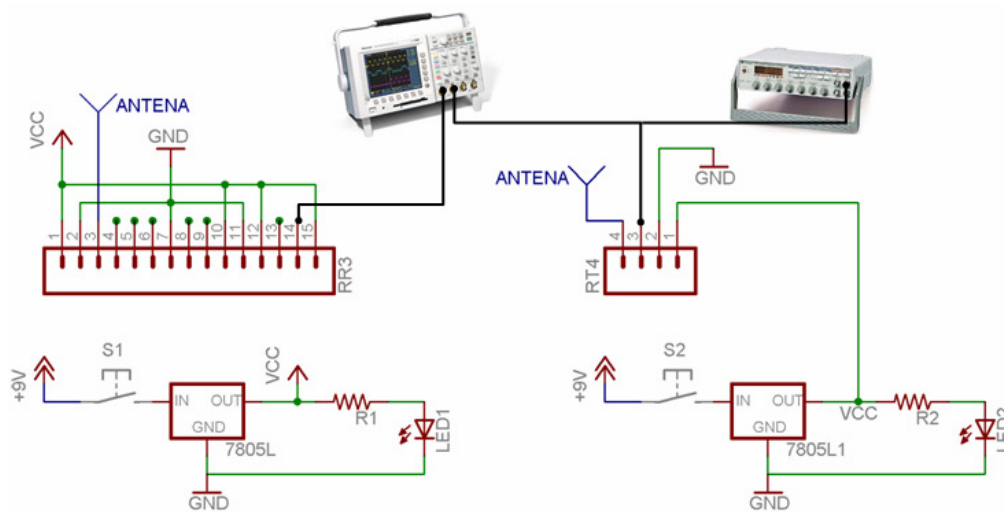 ANTENA
VCC
GND
1 2 3 4 5 6 7 8 9 10 11 12 13 14 15
RR3
ANTENA
GND
4 3 2 1
RT4
S1
+9V
IN OUT
GND
7805L
VCC
R1
LED1
GND
S2
+9V
IN OUT
GND
7805L1
VCC
R2
LED2
GND